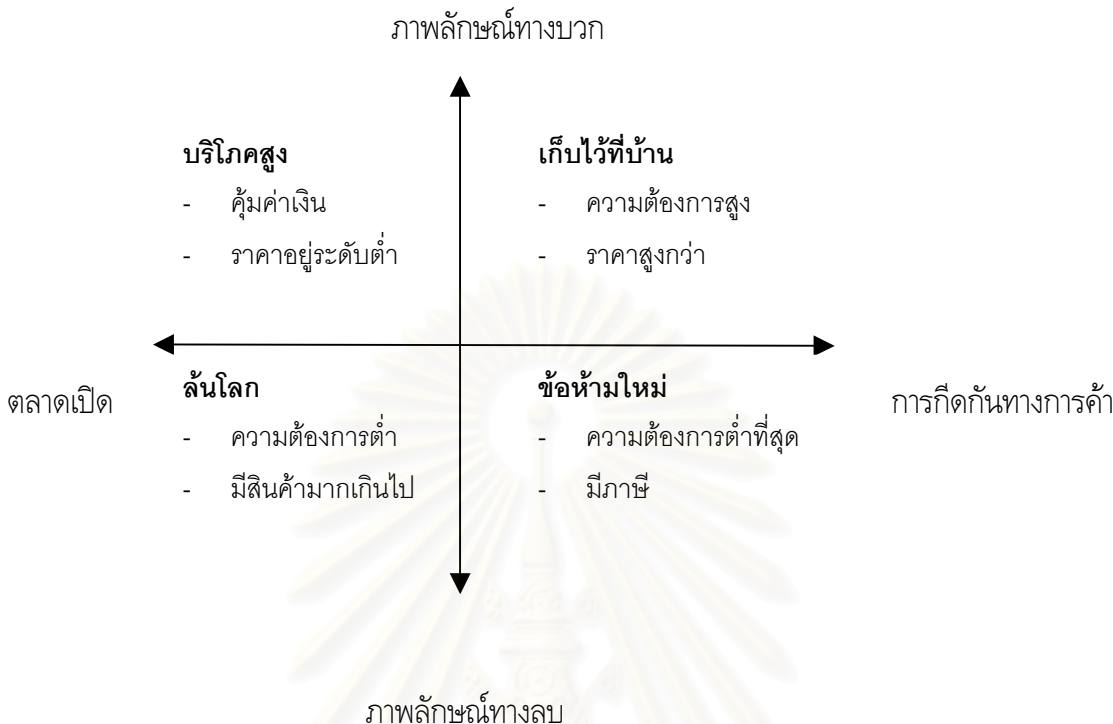 ภาพลักษณ์ทางบวก
บริโภคสูง
- คุ้มค่าเงิน
- ราคาอยู่ระดับต่ำ
เก็บไว้ที่บ้าน
- ความต้องการสูง
- ราคาสูงกว่า
ตลาดเปิด
การกีดกันทางการค้า
ล้นโลก
- ความต้องการต่ำ
- มีสินค้ามากเกินไป
ข้อห้ามใหม่
- ความต้องการต่ำที่สุด
- มีภาษี
ภาพลักษณ์ทางลบ